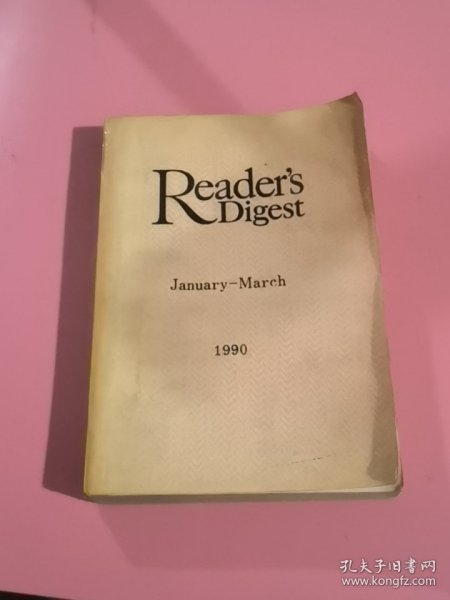 Reader's
Digest
January-March
1990
孔夫子旧书网
www.kongfz.com